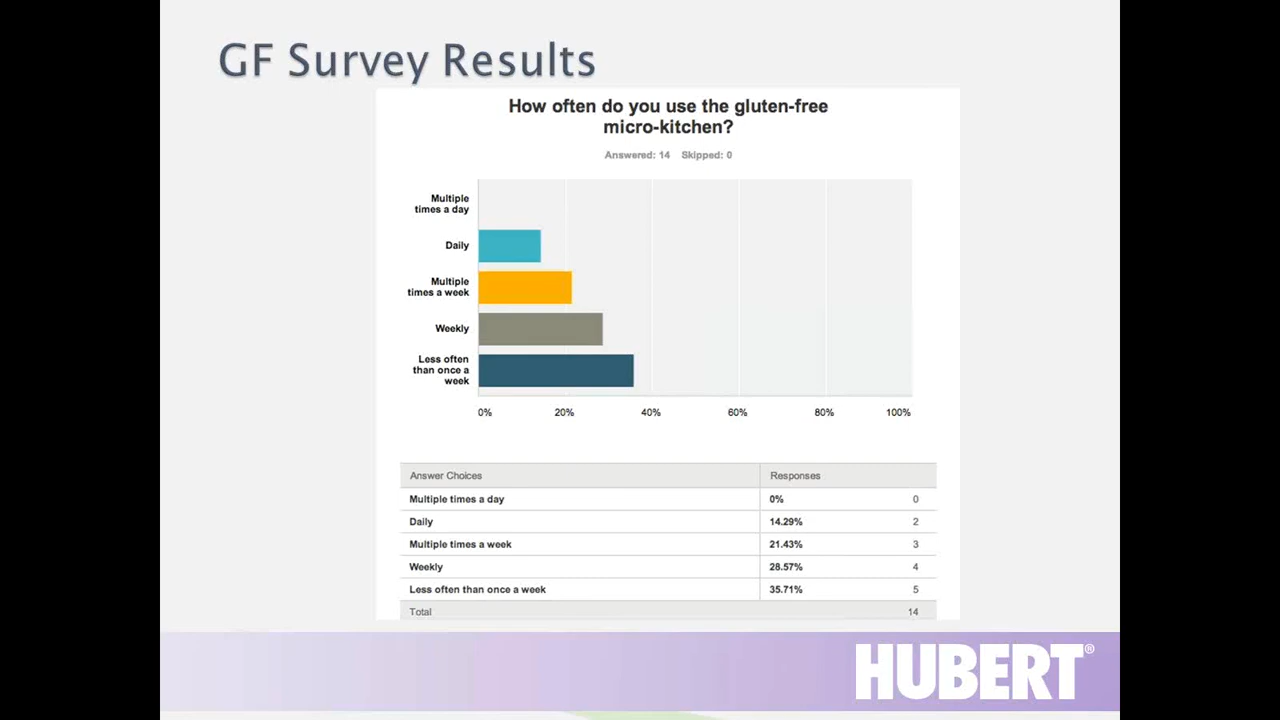 GF Survey Results
How often do you use the gluten-free
micro-kitchen?
Answered: 14 Skipped: 0
Multiple
times a day
Daily
Multiple
times a week
Weekly
Less often
than once a
week
0% 20% 40% 60% 80% 100%
Answer Choices Responses
Multiple times a day 0% 0
Daily 14.29% 2
Multiple times a week 21.43% 3
Weekly 28.57% 4
Less often than once a week 35.71% 5
Total 14
HUBERT®